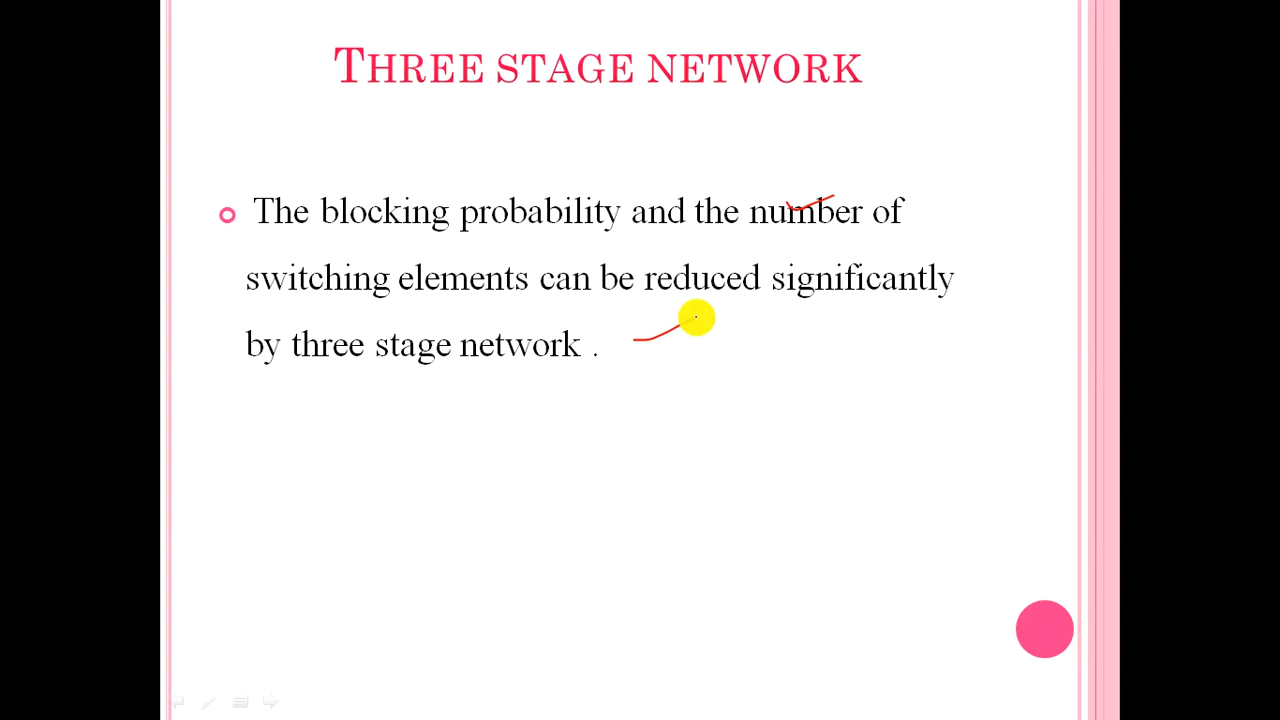 THREE STAGE NETWORK
The blocking probability and the number of
switching elements can be reduced significantly
by three stage network .